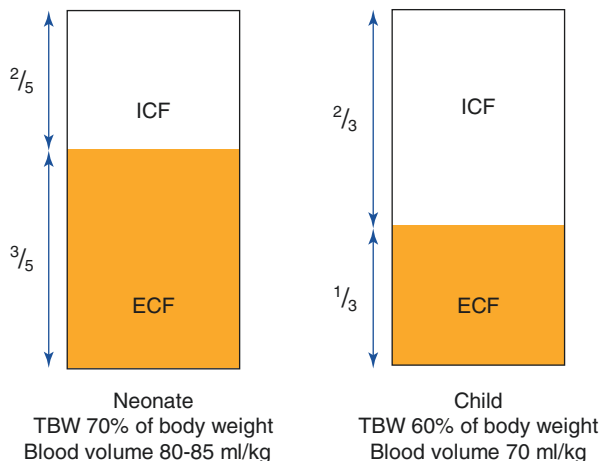 2/5
ICF
3/5
ECF
Neonate
TBW 70% of body weight
Blood volume 80-85 ml/kg
2/3
ICF
1/3
ECF
Child
TBW 60% of body weight
Blood volume 70 ml/kg